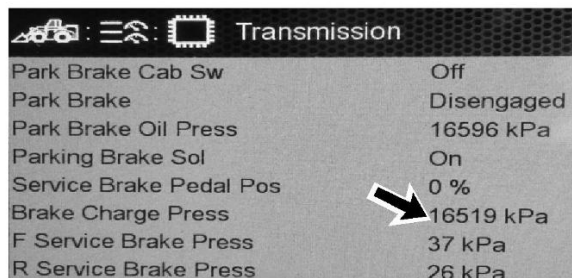 : : Transmission
Park Brake Cab Sw Off
Park Brake Disengaged
Park Brake Oil Press 16596 kPa
Parking Brake Sol On
Service Brake Pedal Pos 0 %
Brake Charge Press 16519 kPa
F Service Brake Press 37 kPa
R Service Brake Press 26 kPa